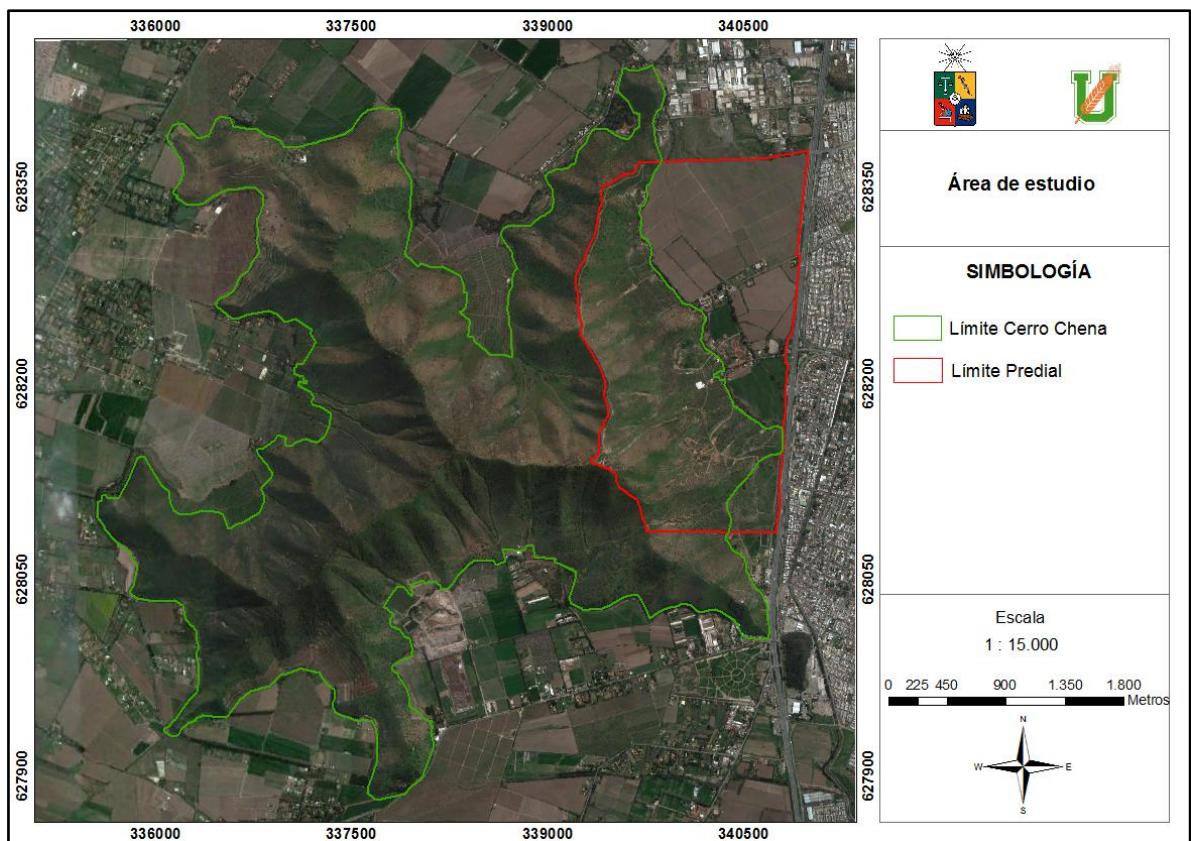 336000 337500 339000 340500
628350
628200
628050
627900
628350
628200
628050
627900
336000 337500 339000 340500
U
Área de estudio
SIMBOLOGÍA
Límite Cerro Chena
Límite Predial
Escala
1 : 15.000
0 225 450 900 1.350 1.800
Metros
N
W E
S